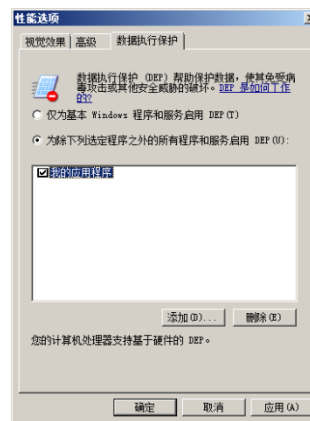 性能选项
视觉效果 高级 数据执行保护
数据执行保护 (DEP) 帮助保护数据，使其免受病
毒攻击或其他安全威胁的破坏。DEP 是如何工作
的?
仅为基本 Windows 程序和服务启用 DEP(T)
为除下列选定程序之外的所有程序和服务启用 DEP(U):
我的应用程序
添加(D)... 删除(E)
您的计算机处理器支持基于硬件的 DEP。
确定 取消 应用(A)